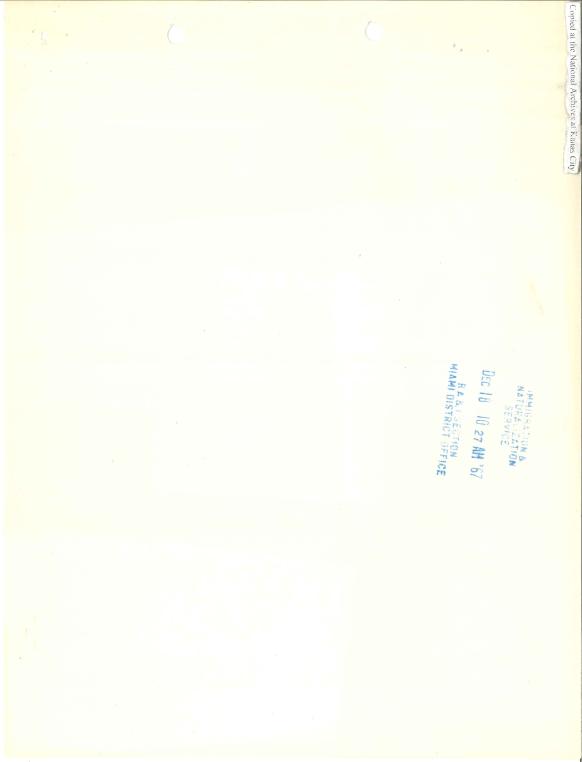 Copied at the National Archives at Kansas City
IMMIGRATION &
NATURALIZATION
SERVICE
DEC 18 10 27 AM '67
R A & I SECTION
MIAMI DISTRICT OFFICE